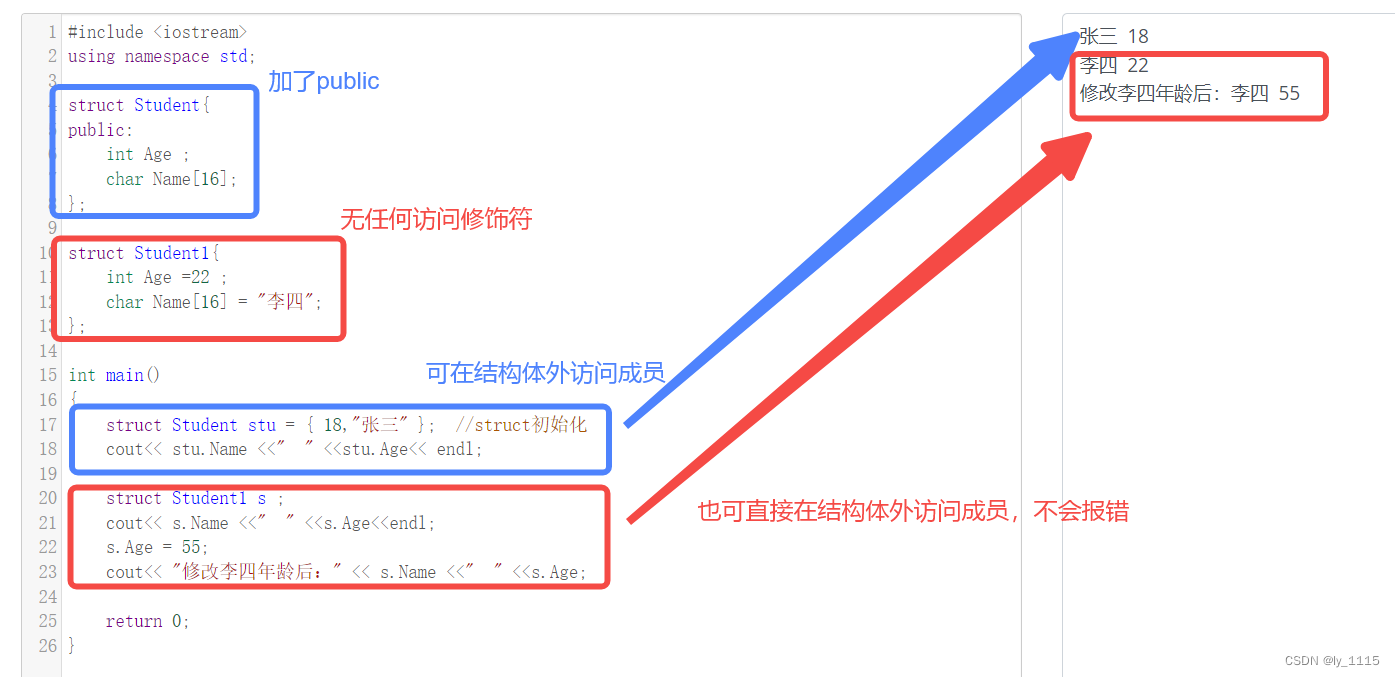 1 #include <iostream>
2 using namespace std;
3
加了public
4 struct Student{
5 public:
6 int Age ;
7 char Name[16];
8 };
9
无任何访问修饰符
10 struct Student1{
11 int Age =22 ;
12 char Name[16] = "李四";
13 };
14
15 int main()
可在结构体外访问成员
16 {
17 struct Student stu = { 18,"张三" }; //struct初始化
18 cout<< stu.Name <<"  " <<stu.Age<< endl;
19
20 struct Student1 s ;
也可直接在结构体外访问成员，不会报错
21 cout<< s.Name <<"  " <<s.Age<<endl;
22 s.Age = 55;
23 cout<< "修改李四年龄后：" << s.Name <<"  " <<s.Age;
24
25 return 0;
26 }
张三 18
李四 22
修改李四年龄后：李四 55
CSDN @ly_1115